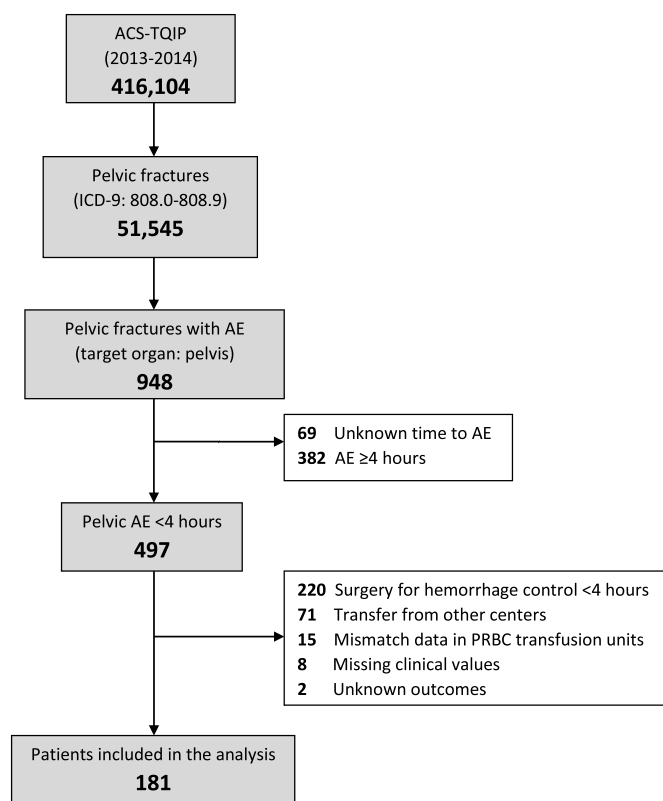 ACS-TQIP
(2013-2014)
416,104
Pelvic fractures
(ICD-9: 808.0-808.9)
51,545
Pelvic fractures with AE
(target organ: pelvis)
948
69 Unknown time to AE
382 AE ≥4 hours
Pelvic AE <4 hours
497
220 Surgery for hemorrhage control <4 hours
71 Transfer from other centers
15 Mismatch data in PRBC transfusion units
8 Missing clinical values
2 Unknown outcomes
Patients included in the analysis
181